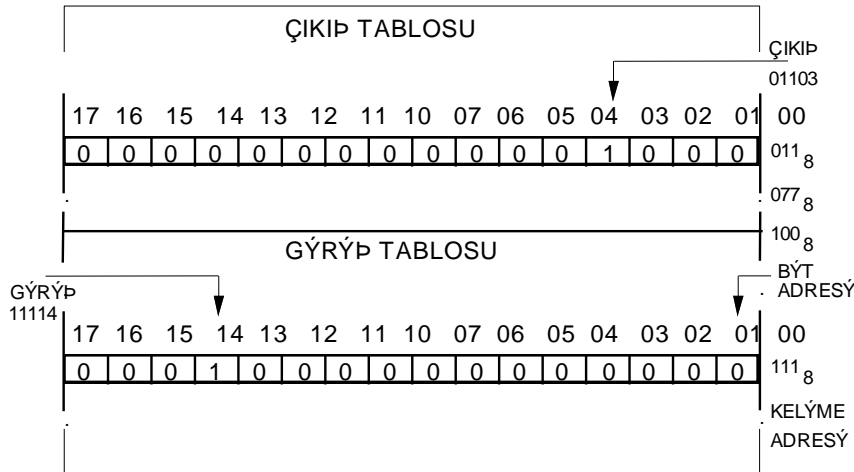 ÇIKIÞ TABLOSU
ÇIKIÞ
01103
17 16 15 14 13 12 11 10 07 06 05 04 03 02 01 00
0 0 0 0 0 0 0 0 0 0 0 0 1 0 0 0 011 8
. 077 8
100 8
GÝRÝÞ TABLOSU
BÝT
. ADRESÝ
GÝRÝÞ
11114
17 16 15 14 13 12 11 10 07 06 05 04 03 02 01 00
0 0 0 1 0 0 0 0 0 0 0 0 0 0 0 0 111 8
KELÝME
. . ADRESÝ